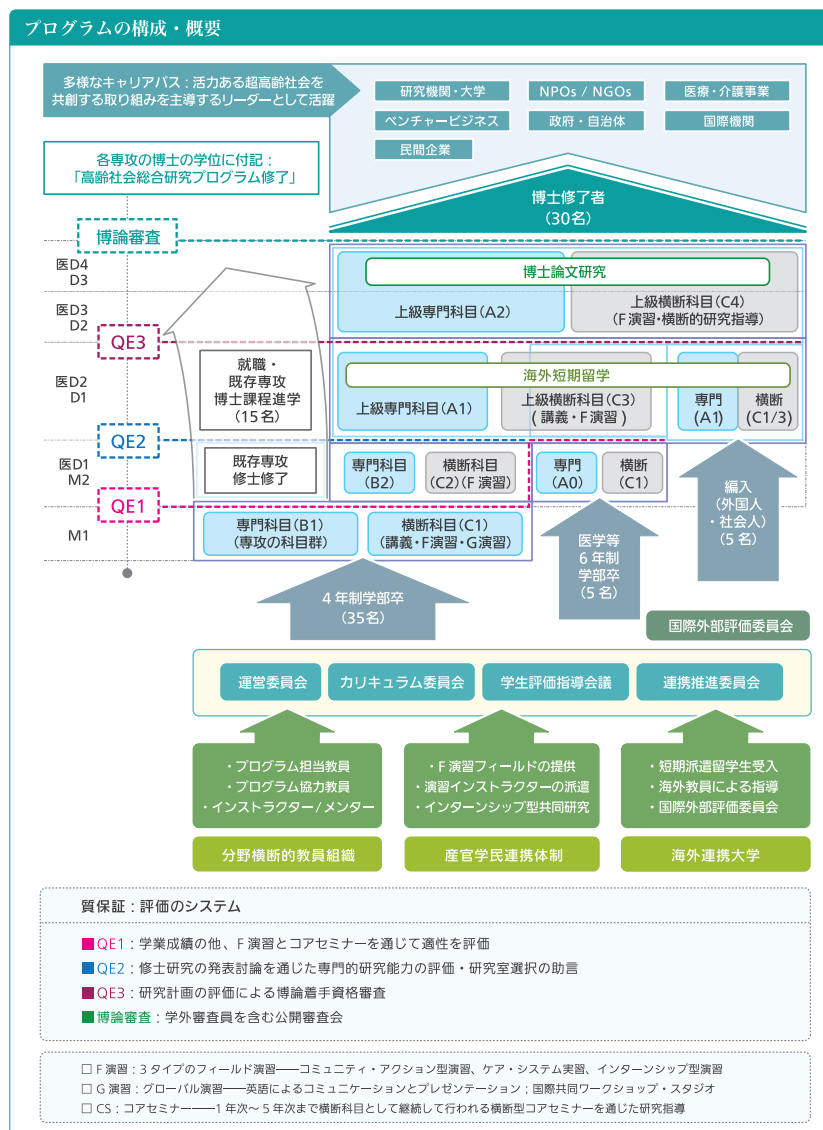 プログラムの構成・概要
多様なキャリアパス：活力ある超高齢社会を
共創する取り組みを主導するリーダーとして活躍
研究機関・大学
NPOs / NGOs
医療・介護事業
ベンチャービジネス
政府・自治体
国際機関
民間企業
各専攻の博士の学位に付記：
「高齢社会総合研究プログラム修了」
博士修了者
（30名）
博論審査
医D4
D3
博士論文研究
上級専門科目（A2）
上級横断科目（C4）
（F 演習・横断的研究指導）
医D3
D2
QE3
就職・
既存専攻
博士課程進学
（15名）
海外短期留学
上級専門科目（A1）
上級横断科目（C3）
( 講義・F演習 )
専門
(A1)
横断
(C1/3)
医D2
D1
QE2
既存専攻
修士修了
専門科目
（B2）
横断科目
（C2）（F 演習）
専門
（A0）
横断
（C1）
医D1
M2
QE1
編入
（外国人
・社会人）
（5 名）
M1
専門科目（B1）
（専攻の科目群）
横断科目（C1）
（講義・F演習・G演習）
医学等
6 年制
学部卒
（5 名）
4 年制学部卒
（35名）
国際外部評価委員会
運営委員会
カリキュラム委員会
学生評価指導会議
連携推進委員会
・プログラム担当教員
・プログラム協力教員
・インストラクター / メンター
・F 演習フィールドの提供
・演習インストラクターの派遣
・インターンシップ型共同研究
・短期派遣留学生受入
・海外教員による指導
・国際外部評価委員会
分野横断的教員組織
産官学民連携体制
海外連携大学
質保証：評価のシステム
■QE1：学業成績の他、F 演習とコアセミナーを通じて適性を評価
■QE2：修士研究の発表討論を通じた専門的研究能力の評価・研究室選択の助言
■QE3：研究計画の評価による博論着手資格審査
■博論審査：学外審査員を含む公開審査会
□ F 演習：3 タイプのフィールド演習――コミュニティ・アクション型演習、ケア・システム実習、インターンシップ型演習
□ G 演習：グローバル演習――英語によるコミュニケーションとプレゼンテーション；国際共同ワークショップ・スタジオ
□ CS：コアセミナー――1 年次～ 5 年次まで横断科目として継続して行われる横断型コアセミナーを通じた研究指導